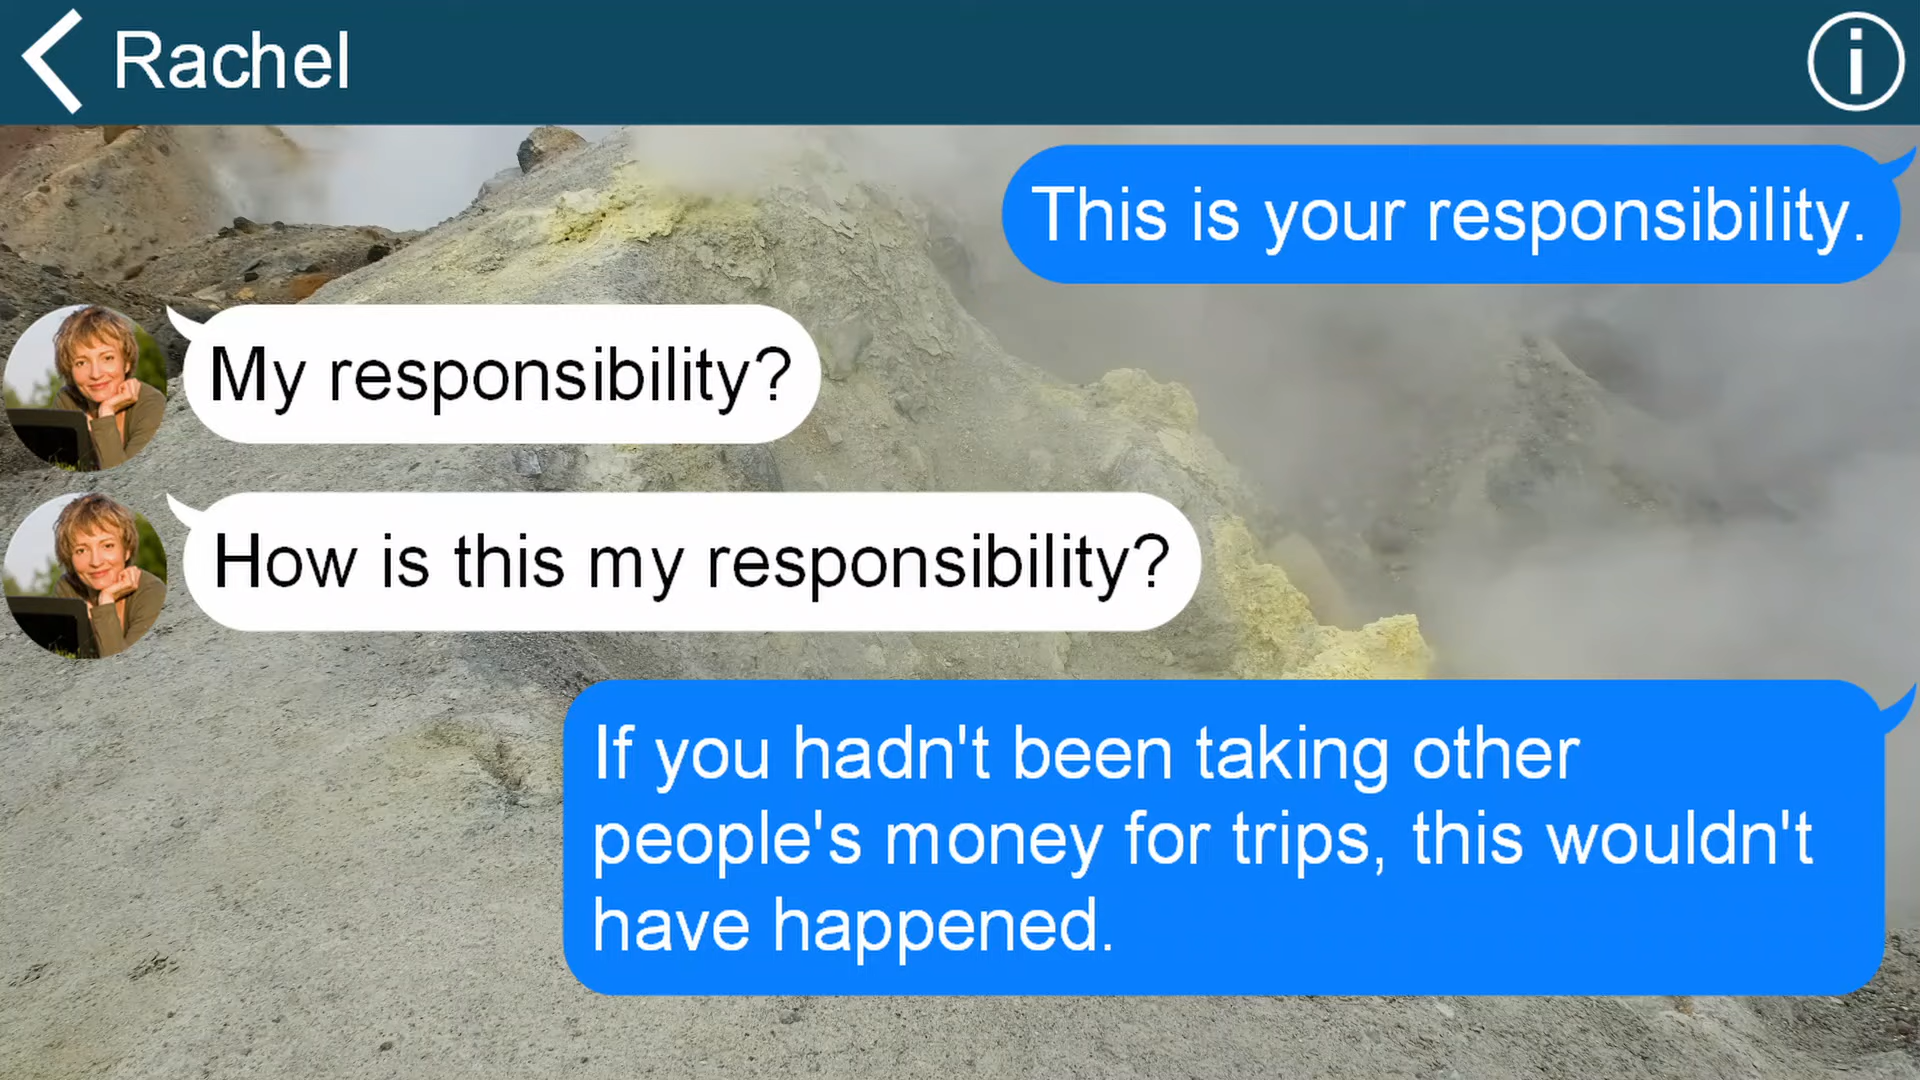 Rachel
This is your responsibility.
My responsibility?
How is this my responsibility?
If you hadn't been taking other
people's money for trips, this wouldn't
have happened.